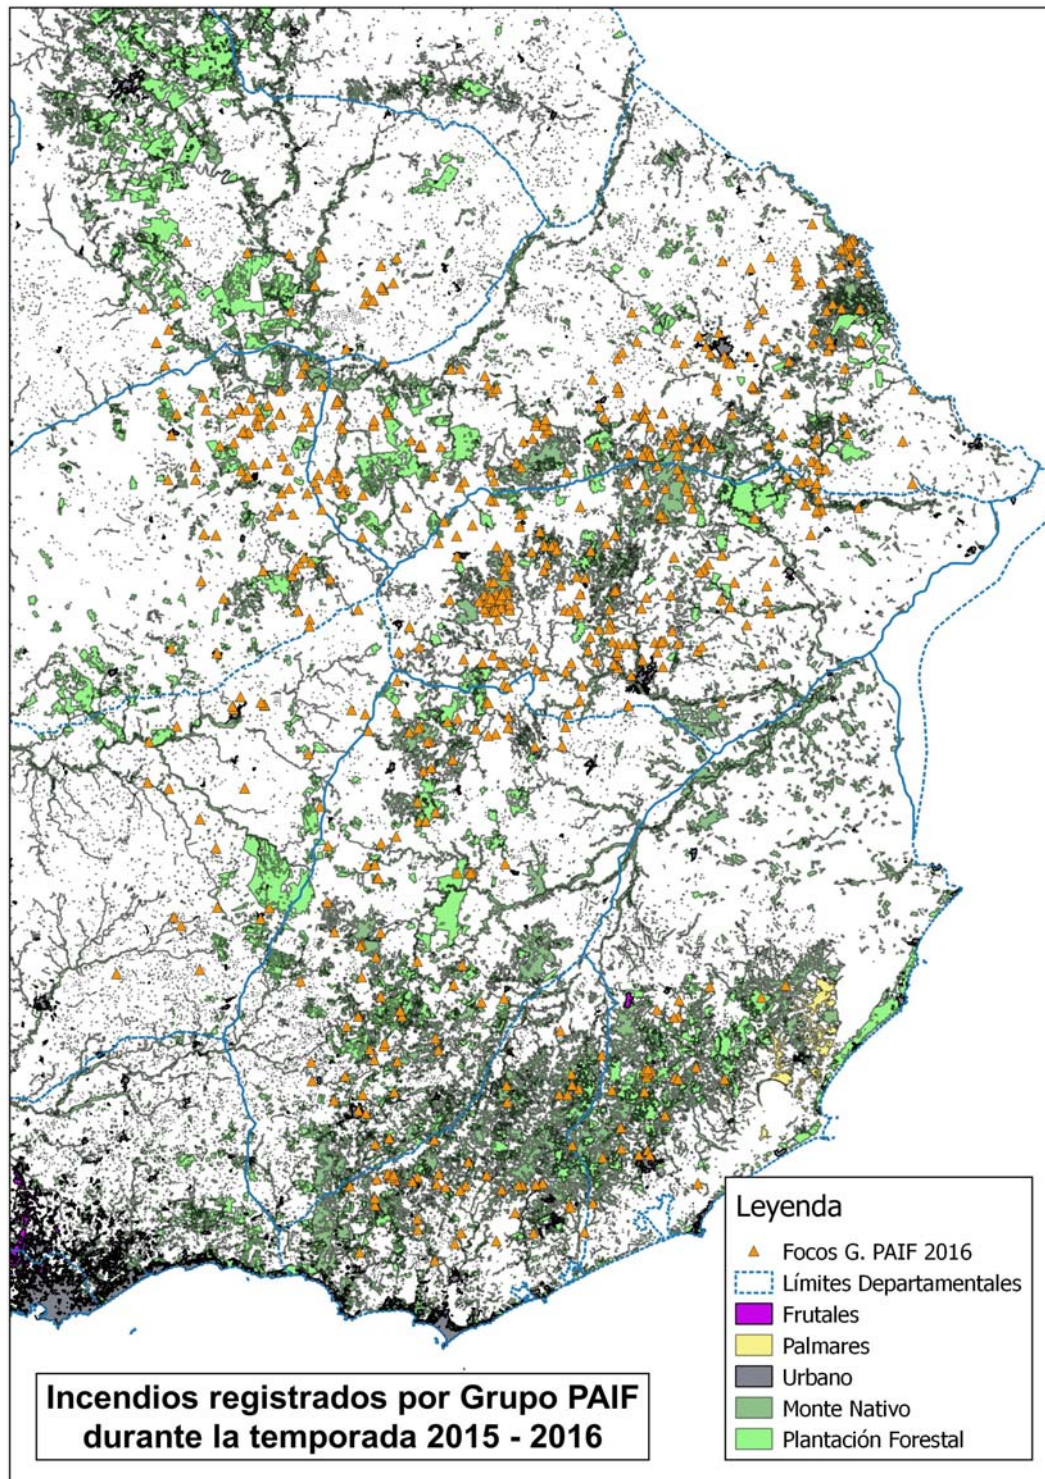 Leyenda
Focos G. PAIF 2016
Límites Departamentales
Frutales
Palmares
Urbano
Monte Nativo
Plantación Forestal
Incendios registrados por Grupo PAIF
durante la temporada 2015 - 2016